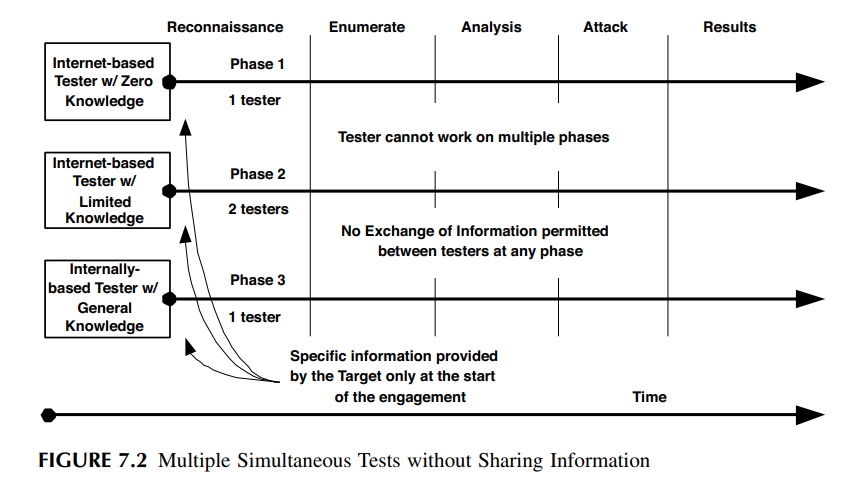 Reconnaissance Enumerate Analysis Attack Results
Internet-based
Tester w/ Zero
Knowledge
Phase 1
1 tester
Tester cannot work on multiple phases
Internet-based
Tester w/
Limited
Knowledge
Phase 2
2 testers
No Exchange of Information permitted
between testers at any phase
Internally-
based Tester w/
General
Knowledge
Phase 3
1 tester
Specific information provided
by the Target only at the start
of the engagement
Time
FIGURE 7.2 Multiple Simultaneous Tests without Sharing Information